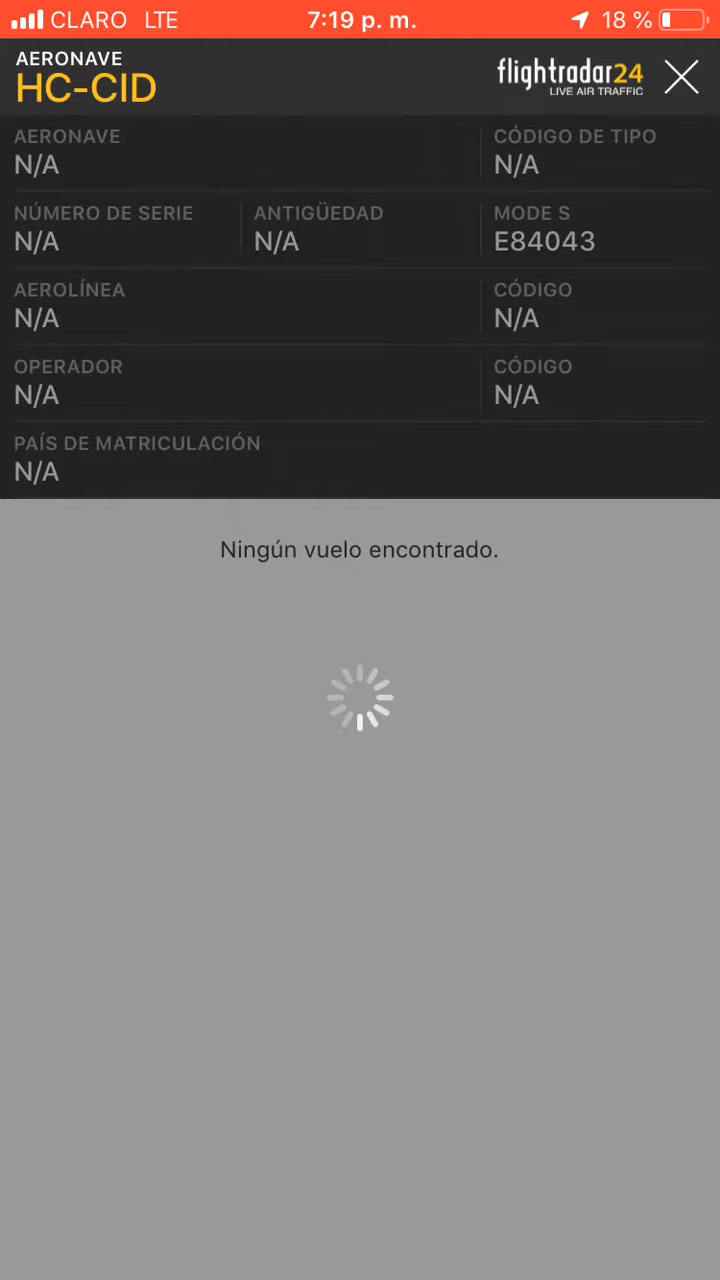 CLARO LTE 7:19 p. m. 18 %
AERONAVE
HC-CID
flightradar24
LIVE AIR TRAFFIC
AERONAVE CÓDIGO DE TIPO
N/A N/A
NÚMERO DE SERIE ANTIGÜEDAD MODE S
N/A N/A E84043
AEROLÍNEA CÓDIGO
N/A N/A
OPERADOR CÓDIGO
N/A N/A
PAÍS DE MATRICULACIÓN
N/A
Ningún vuelo encontrado.